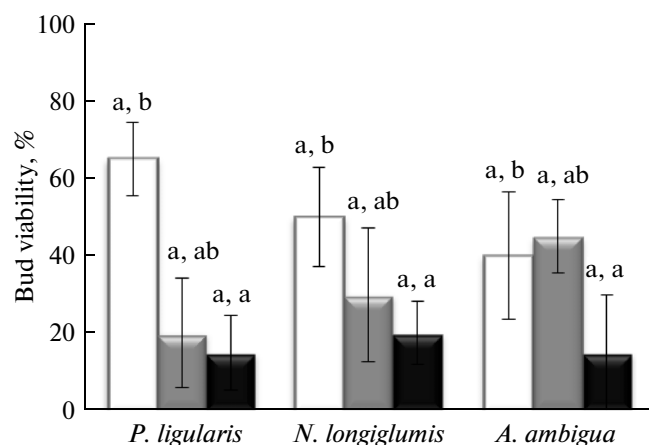 100
80
60
40
20
0
Bud viability, %
a, b
a, ab
a, a
a, b
a, ab
a, a
a, b
a, ab
a, a
P. ligularis
N. longiglumis
A. ambigua